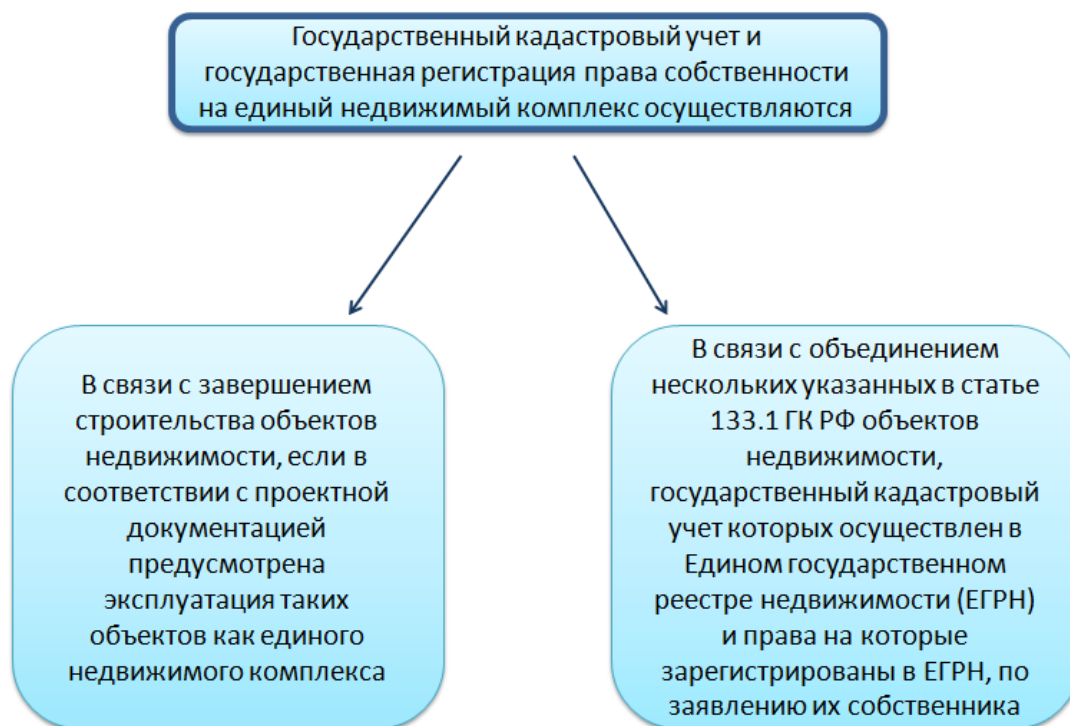 Государственный кадастровый учет и
государственная регистрация права собственности
на единый недвижимый комплекс осуществляются
В связи с завершением
строительства объектов
недвижимости, если в
соответствии с проектной
документацией
предусмотрена
эксплуатация таких
объектов как единого
недвижимого комплекса
В связи с объединением
нескольких указанных в статье
133.1 ГК РФ объектов
недвижимости,
государственный кадастровый
учет которых осуществлен в
Едином государственном
реестре недвижимости (ЕГРН)
и права на которые
зарегистрированы в ЕГРН, по
заявлению их собственника